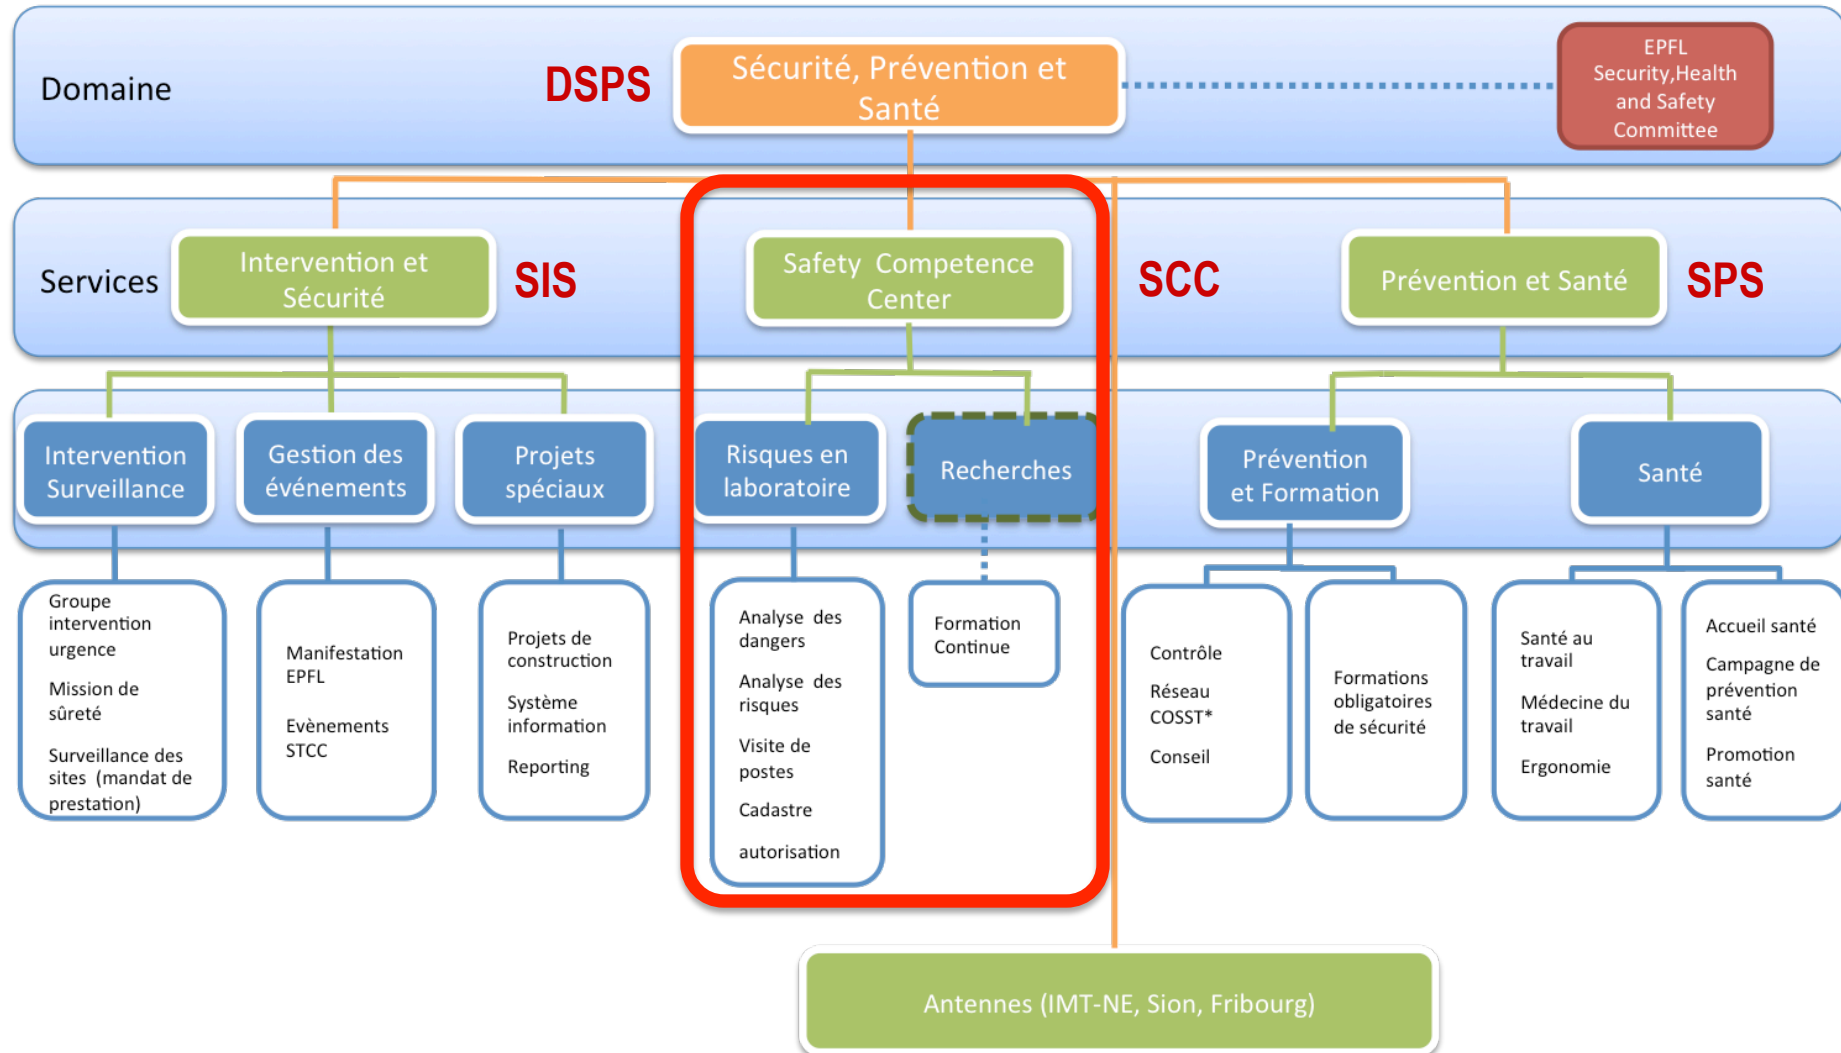 Domaine
DSPS
Sécurité, Prévention et
Santé
EPFL
Security,Health
and Safety
Committee
Services
Intervention et
Sécurité
SIS
Safety Competence
Center
SCC
Prévention et Santé
SPS
Intervention
Surveillance
Gestion des
événements
Projets
spéciaux
Risques en
laboratoire
Recherches
Prévention
et Formation
Santé
Groupe
intervention
urgence
Mission de
sûreté
Surveillance des
sites (mandat de
prestation)
Manifestation
EPFL
Evènements
STCC
Projets de
construction
Système
information
Reporting
Analyse des
dangers
Analyse des
risques
Visite de
postes
Cadastre
autorisation
Formation
Continue
Contrôle
Réseau
COSST*
Conseil
Formations
obligatoires
de sécurité
Santé au
travail
Médecine du
travail
Ergonomie
Accueil santé
Campagne de
prévention
santé
Promotion
santé
Antennes (IMT-NE, Sion, Fribourg)